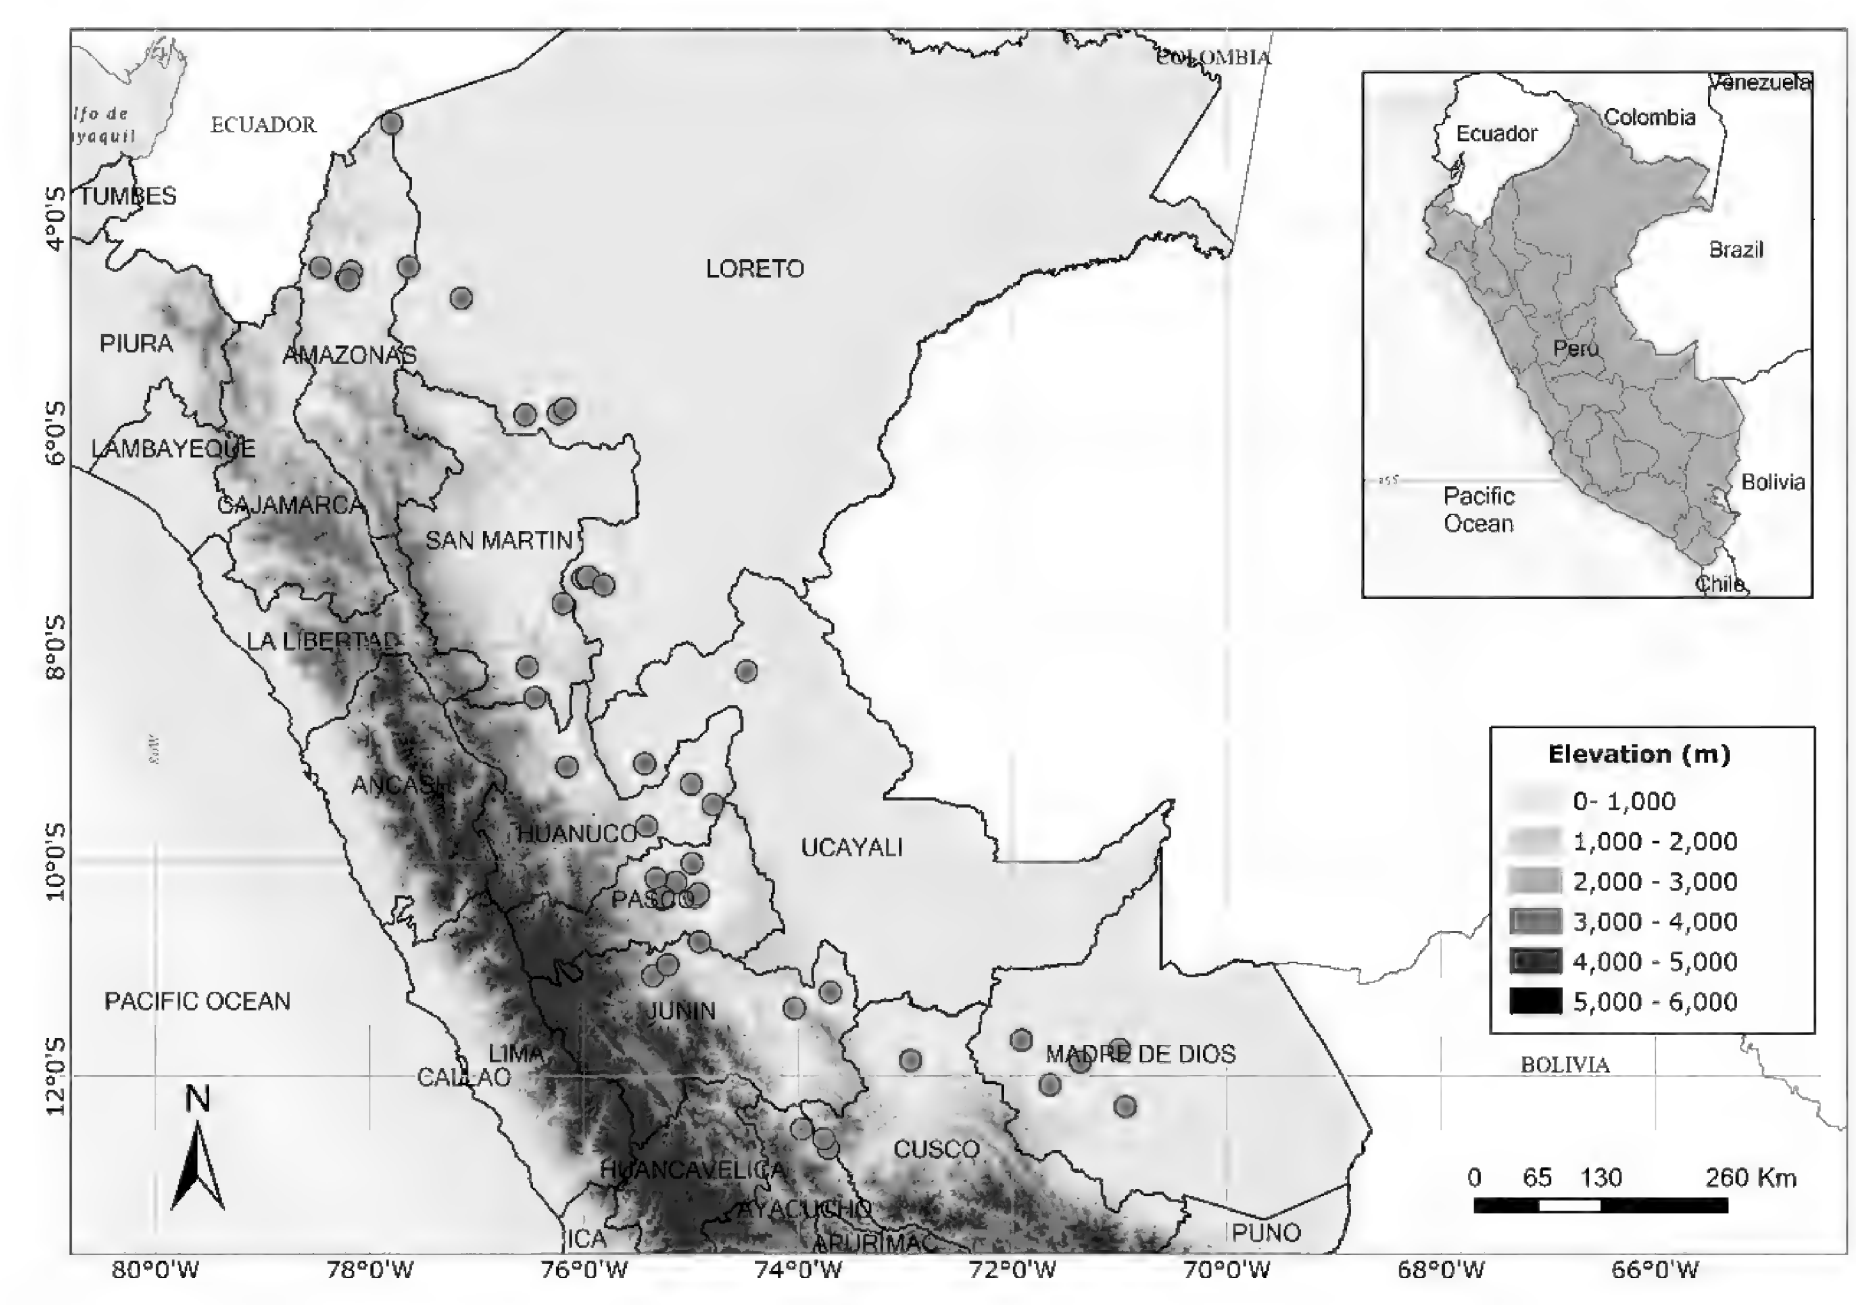 COLOMBIA
lfo de
yaquil
ECUADOR
TUMBES
LORETO
PIURA
AMAZONAS
LAMBAYEQUE
CAJAMARCA
SAN MARTIN
LA LIBERTAD
ANCASH
HUANUCO
UCAYALI
PASCO
PACIFIC OCEAN
JUNIN
LIMA
CALLAO
MADRE DE DIOS
BOLIVIA
CUSCO
HUANCAVELICA
AYACUCHO
APURIMAC
ICA
PUNO
N
Venezuela
Colombia
Ecuador
Brazil
Perú
Bolivia
Pacific
Ocean
Chile
Elevation (m)
0- 1,000
1,000 - 2,000
2,000 - 3,000
3,000 - 4,000
4,000 - 5,000
5,000 - 6,000
0 65 130 260 Km
4°0'S
6°0'S
8°0'S
10°0'S
12°0'S
80°0'W 78°0'W 76°0'W 74°0'W 72°0'W 70°0'W 68°0'W 66°0'W